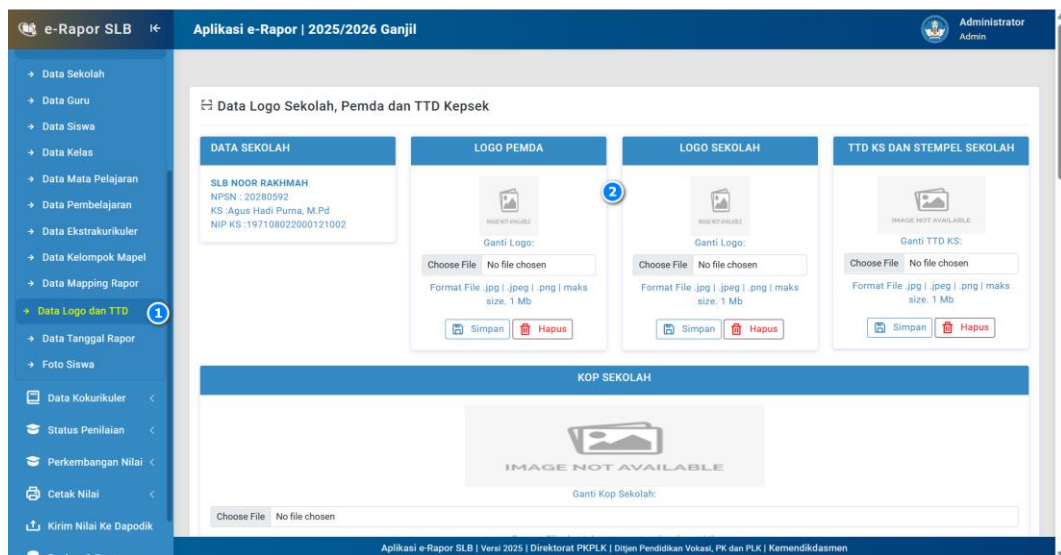 e-Rapor SLB
Aplikasi e-Rapor | 2025/2026 Ganjil
Administrator
Admin
Data Sekolah
Data Guru
Data Siswa
Data Kelas
Data Mata Pelajaran
Data Pembelajaran
Data Ekstrakurikuler
Data Kelompok Mapel
Data Mapping Rapor
Data Logo dan TTD
1
Data Tanggal Rapor
Foto Siswa
Data Kokurikuler
Status Penilaian
Perkembangan Nilai
Cetak Nilai
Kirim Nilai Ke Dapodik
Data Logo Sekolah, Pemda dan TTD Kepsek
DATA SEKOLAH
SLB NOOR RAKHMAH
NPSN : 20280592
KS :Agus Hadi Purna, M.Pd
NIP KS :197108022000121002
LOGO PEMDA
IMAGE NOT AVAILABLE
Ganti Logo:
Choose File No file chosen
Format File .jpg | .jpeg | .png | maks
size. 1 Mb
Simpan Hapus
2
LOGO SEKOLAH
IMAGE NOT AVAILABLE
Ganti Logo:
Choose File No file chosen
Format File .jpg | .jpeg | .png | maks
size. 1 Mb
Simpan Hapus
TTD KS DAN STEMPEL SEKOLAH
IMAGE NOT AVAILABLE
Ganti TTD KS:
Choose File No file chosen
Format File .jpg | .jpeg | .png | maks
size. 1 Mb
Simpan Hapus
KOP SEKOLAH
IMAGE NOT AVAILABLE
Ganti Kop Sekolah:
Choose File No file chosen
Aplikasi e-Rapor SLB | Versi 2025 | Direktorat PKPLK | Ditjen Pendidikan Vokasi, PK dan PLK | Kemendikdasmen